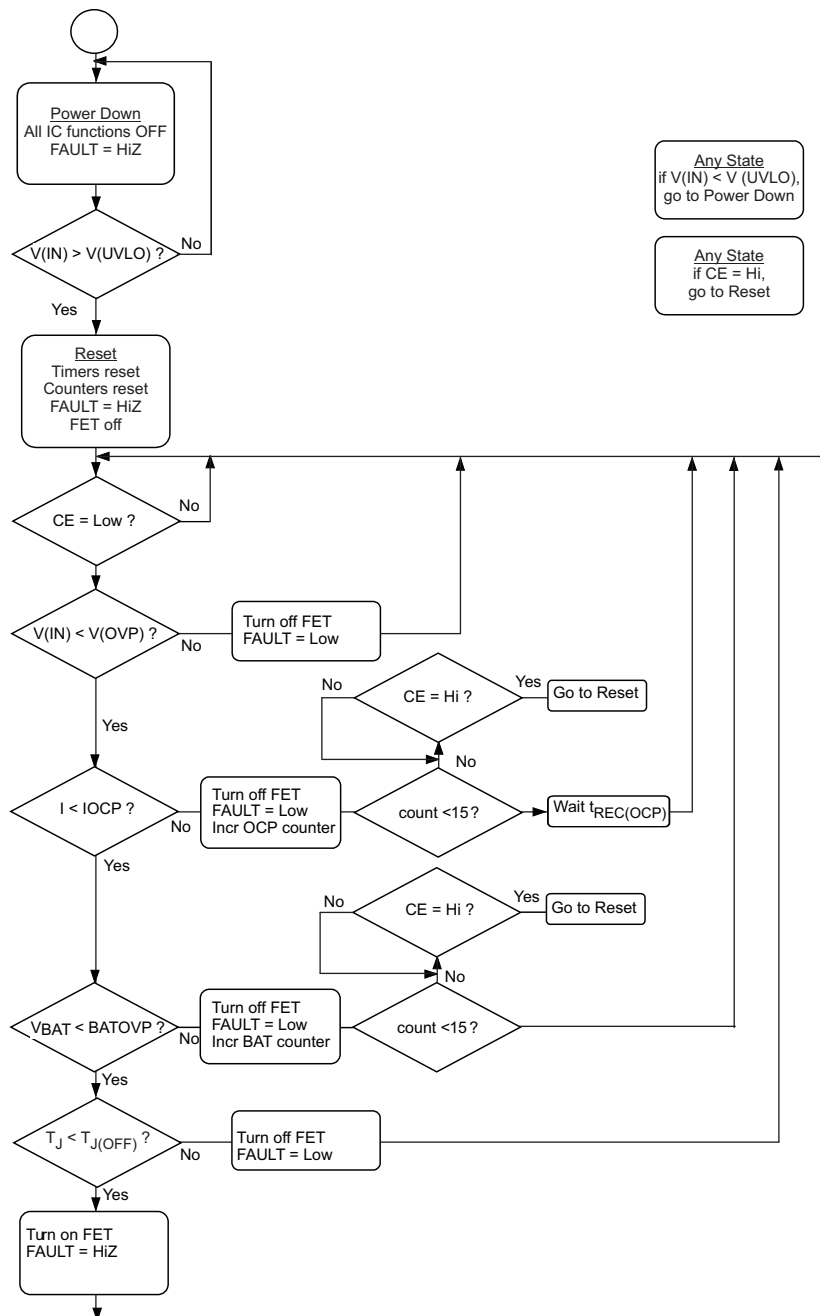 Power Down
All IC functions OFF
FAULT = HiZ
Any State
if V(IN) < V (UVLO),
go to Power Down
V(IN) > V(UVLO) ?
No
Any State
if CE = Hi,
go to Reset
Yes
Reset
Timers reset
Counters reset
FAULT = HiZ
FET off
No
CE = Low ?
V(IN) < V(OVP) ?
No
Turn off FET
FAULT = Low
No
CE = Hi ?
Yes
Go to Reset
Yes
No
I < IOCP ?
No
Turn off FET
FAULT = Low
Incr OCP counter
count <15?
Wait tREC(OCP)
Yes
No
CE = Hi ?
Yes
Go to Reset
No
VBAT < BATOVP ?
No
Turn off FET
FAULT = Low
Incr BAT counter
count <15?
Yes
TJ < TJ(OFF) ?
No
Turn off FET
FAULT = Low
Yes
Turn on FET
FAULT = HiZ